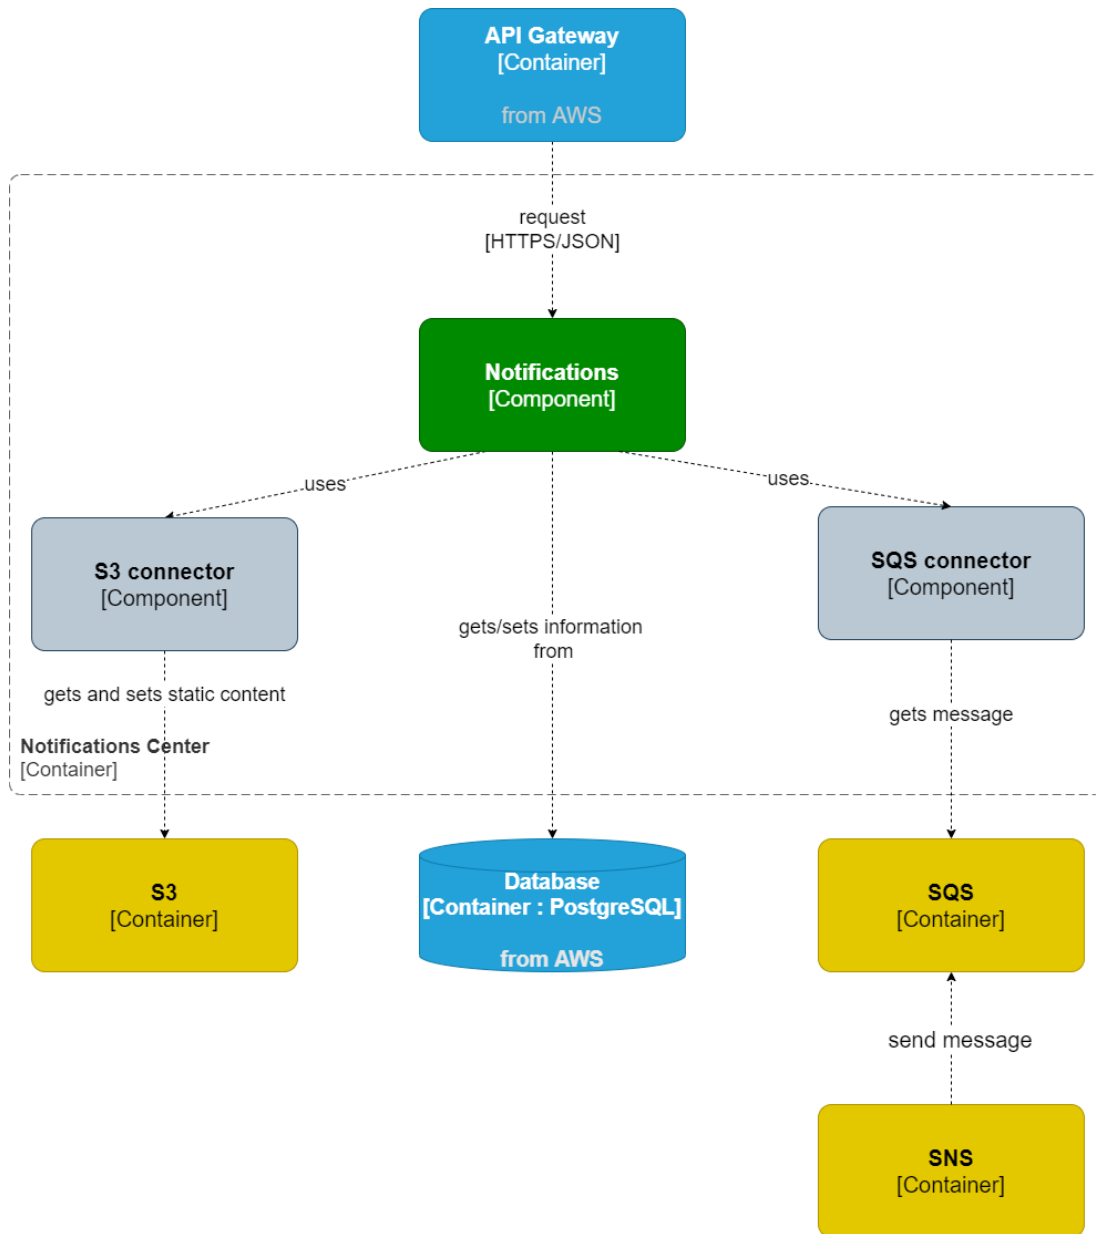 API Gateway
[Container]
from AWS
request
[HTTPS/JSON]
Notifications
[Component]
uses
uses
S3 connector
[Component]
SQS connector
[Component]
gets/sets information
from
gets and sets static content
gets message
Notifications Center
[Container]
S3
[Container]
Database
[Container : PostgreSQL]
from AWS
SQS
[Container]
send message
SNS
[Container]